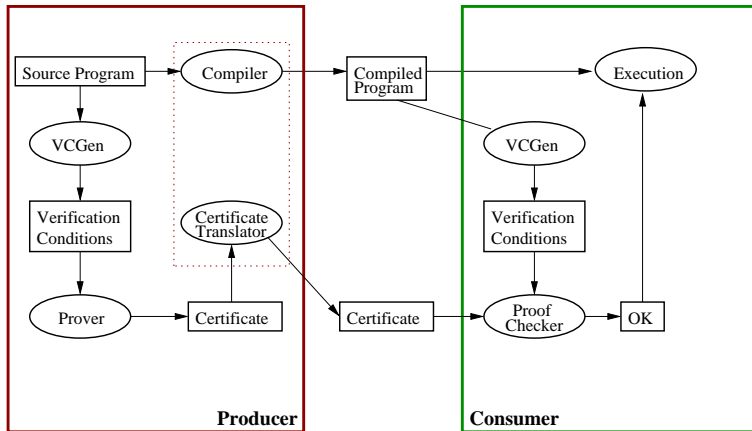 Source Program
Compiler
Compiled
Program
Execution
VCGen
VCGen
Verification
Conditions
Certificate
Translator
Verification
Conditions
Prover
Certificate
Certificate
Proof
Checker
OK
Producer
Consumer